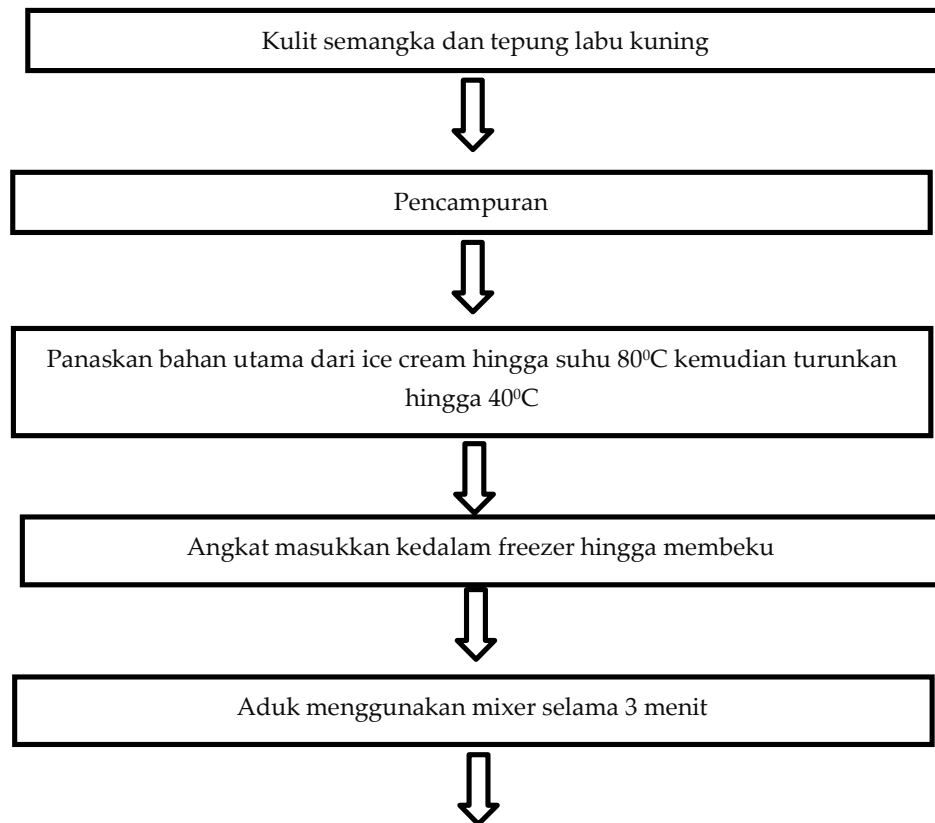 Kulit semangka dan tepung labu kuning
Pencampuran
Panaskan bahan utama dari ice cream hingga suhu 80⁰C kemudian turunkan
hingga 40⁰C
Angkat masukkan kedalam freezer hingga membeku
Aduk menggunakan mixer selama 3 menit